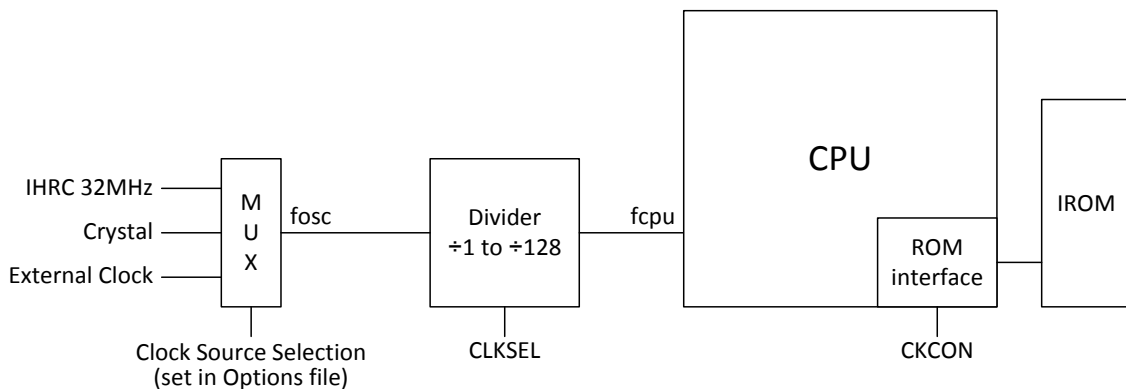 IHRC 32MHz
Crystal
External Clock
M
U
X
fosc
Clock Source Selection
(set in Options file)
Divider
÷1 to ÷128
CLKSEL
fcpu
CPU
ROM
interface
CKCON
IROM